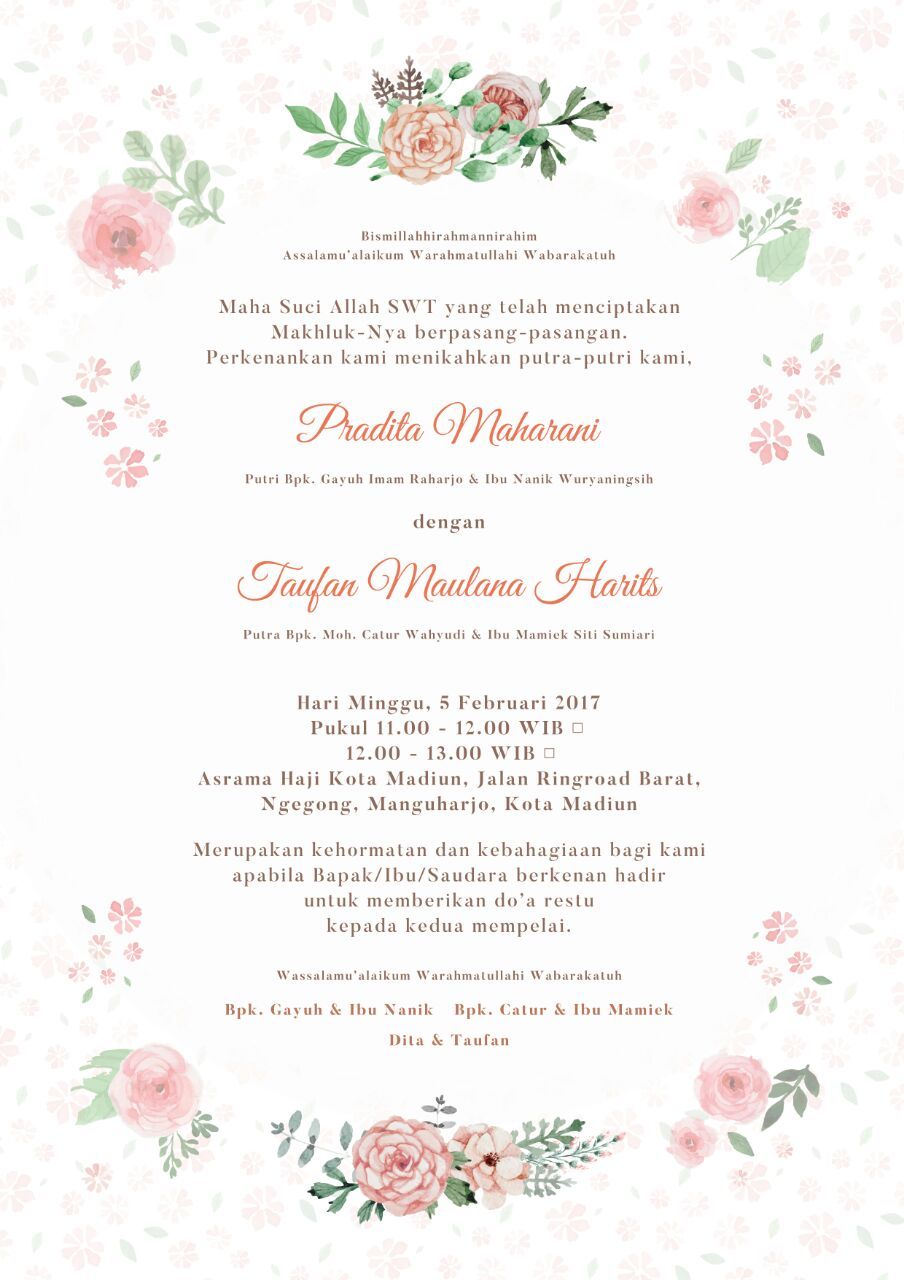 Bismillahhirahmannirahim
Assalamu'alaikum Warahmatullahi Wabarakatuh
Maha Suci Allah SWT yang telah menciptakan
Makhluk-Nya berpasang-pasangan.
Perkenankan kami menikahkan putra-putri kami,
Pradita Maharani
Putri Bpk. Gayuh Imam Raharjo & Ibu Nanik Wuryaningsih
dengan
Taufan Maulana Harits
Putra Bpk. Moh. Catur Wahyudi & Ibu Mamiek Siti Sumiari
Hari Minggu, 5 Februari 2017
Pukul 11.00 - 12.00 WIB □
12.00 - 13.00 WIB □
Asrama Haji Kota Madiun, Jalan Ringroad Barat,
Ngegong, Manguharjo, Kota Madiun
Merupakan kehormatan dan kebahagiaan bagi kami
apabila Bapak/Ibu/Saudara berkenan hadir
untuk memberikan do'a restu
kepada kedua mempelai.
Wassalamu'alaikum Warahmatullahi Wabarakatuh
Bpk. Gayuh & Ibu Nanik Bpk. Catur & Ibu Mamiek
Dita & Taufan